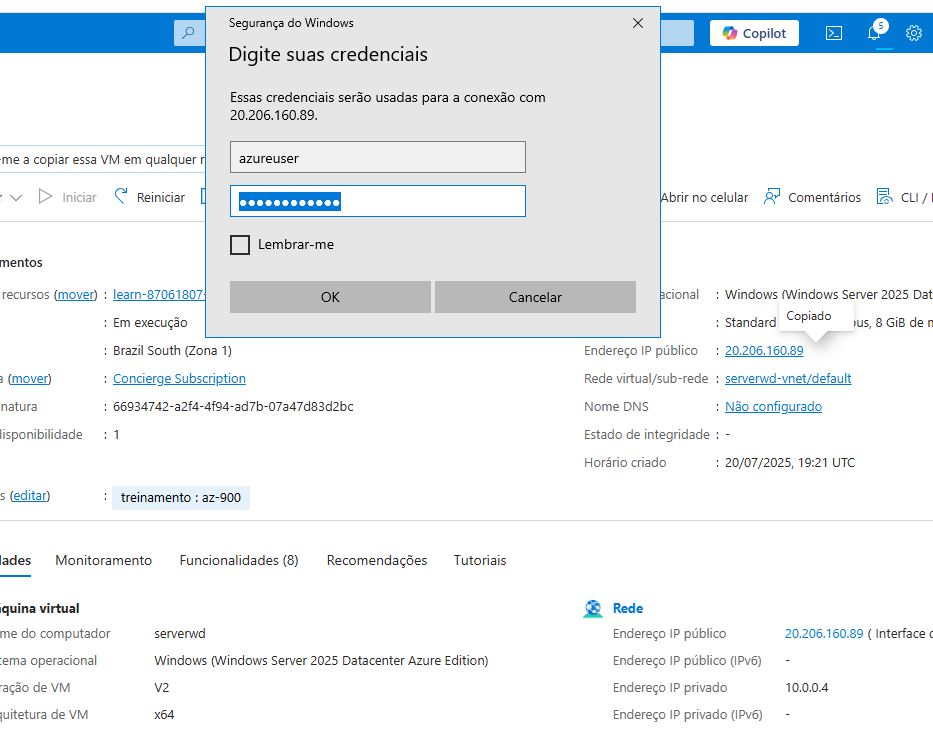 Segurança do Windows
Digite suas credenciais
Essas credenciais serão usadas para a conexão com
20.206.160.89.
azureuser
●●●●●●●●●●●●
Lembrar-me
OK Cancelar
Copilot 5
-me a copiar essa VM em qualquer r
Iniciar Reiniciar Abrir no celular Comentários CLI /
mentos
recursos (mover) : learn-87061807- acional : Windows (Windows Server 2025 Dat
: Em execução : Standard pus, 8 GiB de m
Copiado
: Brazil South (Zona 1) Endereço IP público : 20.206.160.89
a (mover) : Concierge Subscription Rede virtual/sub-rede : serverwd-vnet/default
natura : 66934742-a2f4-4f94-ad7b-07a47d83d2bc Nome DNS : Não configurado
disponibilidade : 1 Estado de integridade : -
Horário criado : 20/07/2025, 19:21 UTC
s (editar) : treinamento : az-900
dades Monitoramento Funcionalidades (8) Recomendações Tutoriais
áquina virtual Rede
me do computador serverwd Endereço IP público 20.206.160.89 ( Interface d
tema operacional Windows (Windows Server 2025 Datacenter Azure Edition) Endereço IP público (IPv6) -
ração de VM V2 Endereço IP privado 10.0.0.4
quitetura de VM x64 Endereço IP privado (IPv6) -